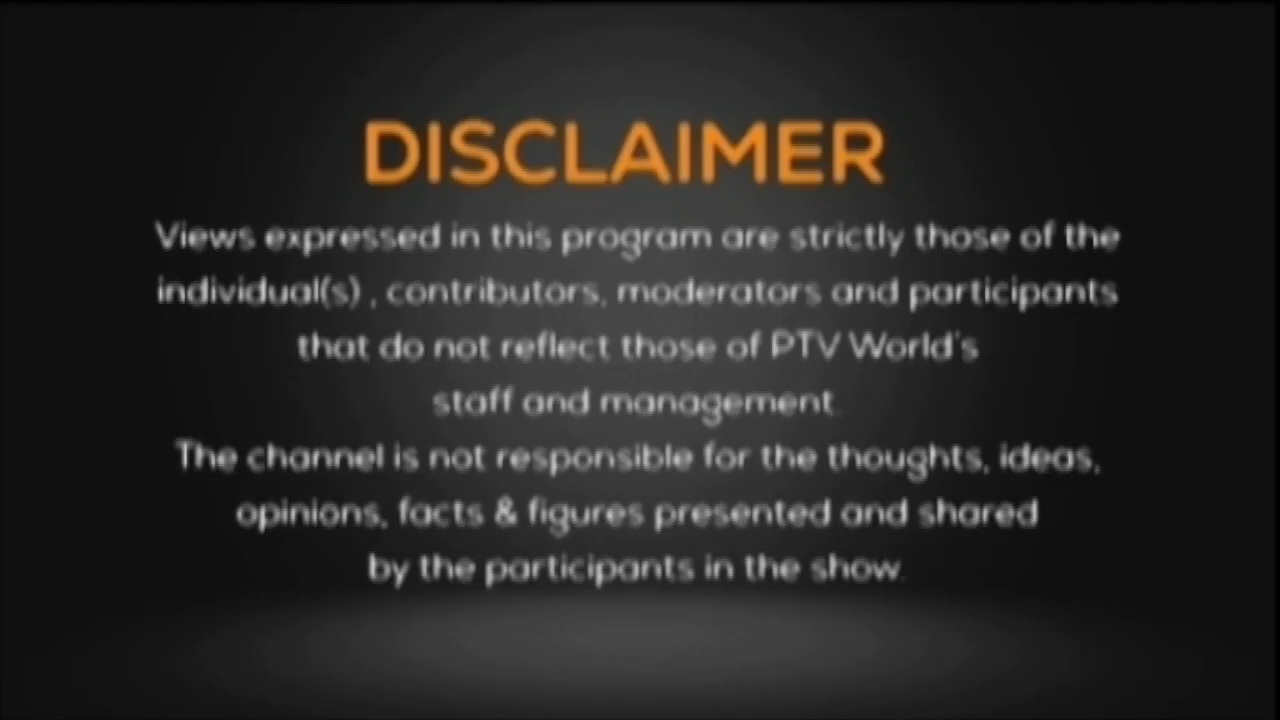 DISCLAIMER
Views expressed in this program are strictly those of the
individual(s) , contributors, moderators and participants
that do not reflect those of PTV World's
staff and management.
The channel is not responsible for the thoughts, ideas,
opinions, facts & figures presented and shared
by the participants in the show.